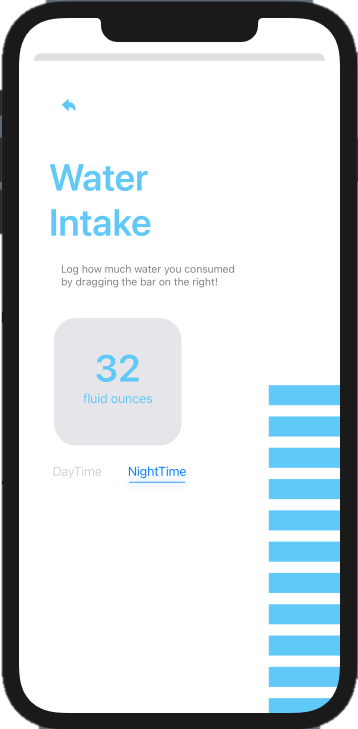 Water
Intake
Log how much water you consumed
by dragging the bar on the right!
32
fluid ounces
DayTime NightTime